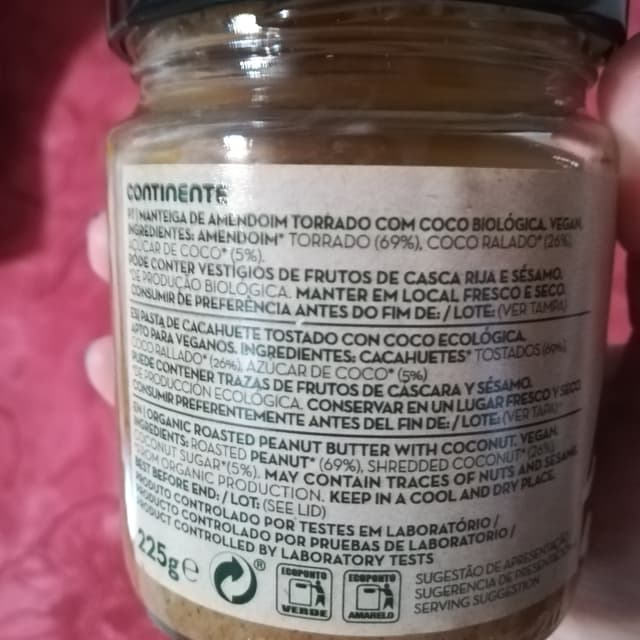 CONTINENTE
PT | MANTEIGA DE AMENDOIM TORRADO COM COCO BIOLÓGICA. VEGAN.
INGREDIENTES: AMENDOIM* TORRADO (69%), COCO RALADO* (26%),
AÇÚCAR DE COCO* (5%).
PODE CONTER VESTÍGIOS DE FRUTOS DE CASCA RIJA E SÉSAMO.
*DE PRODUÇÃO BIOLÓGICA. MANTER EM LOCAL FRESCO E SECO.
CONSUMIR DE PREFERÊNCIA ANTES DO FIM DE: / LOTE: (VER TAMPA)
ES | PASTA DE CACAHUETE TOSTADO CON COCO ECOLÓGICA.
APTO PARA VEGANOS. INGREDIENTES: CACAHUETES* TOSTADOS (69%),
COCO RALLADO* (26%), AZÚCAR DE COCO* (5%)
PUEDE CONTENER TRAZAS DE FRUTOS DE CÁSCARA Y SÉSAMO.
*DE PRODUCCIÓN ECOLÓGICA. CONSERVAR EN UN LUGAR FRESCO Y SECO
CONSUMIR PREFERENTEMENTE ANTES DEL FIN DE: / LOTE: (VER TAPA)
EN | ORGANIC ROASTED PEANUT BUTTER WITH COCONUT. VEGAN.
INGREDIENTS: ROASTED PEANUT* (69%), SHREDDED COCONUT* (26%),
COCONUT SUGAR* (5%). MAY CONTAIN TRACES OF NUTS AND SESAME.
*FROM ORGANIC PRODUCTION. KEEP IN A COOL AND DRY PLACE.
BEST BEFORE END: / LOT: (SEE LID)
PRODUTO CONTROLADO POR TESTES EM LABORATÓRIO /
PRODUCTO CONTROLADO POR PRUEBAS DE LABORATORIO /
PRODUCT CONTROLLED BY LABORATORY TESTS
225g e
®
ECOPONTO
VERDE
ECOPONTO
AMARELO
SUGESTÃO DE APRESENTAÇÃO
SUGERENCIA DE PRESENTACIÓN
SERVING SUGGESTION